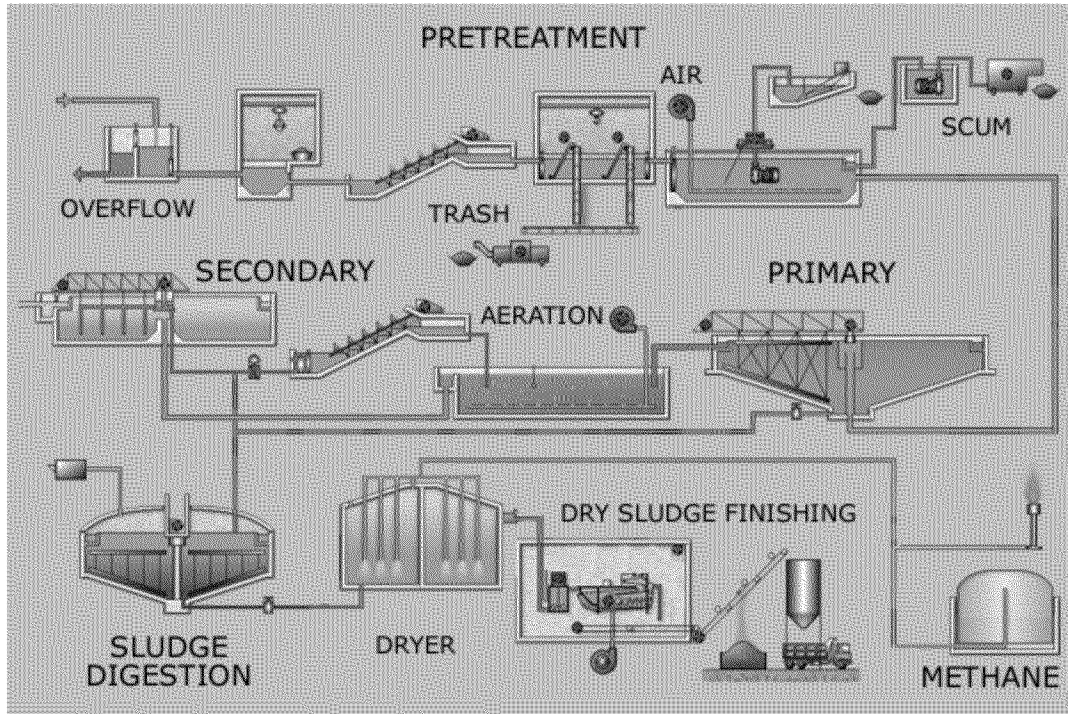 PRETREATMENT
AIR
SCUM
OVERFLOW
TRASH
SECONDARY
PRIMARY
AERATION
DRY SLUDGE FINISHING
SLUDGE
DIGESTION
DRYER
METHANE